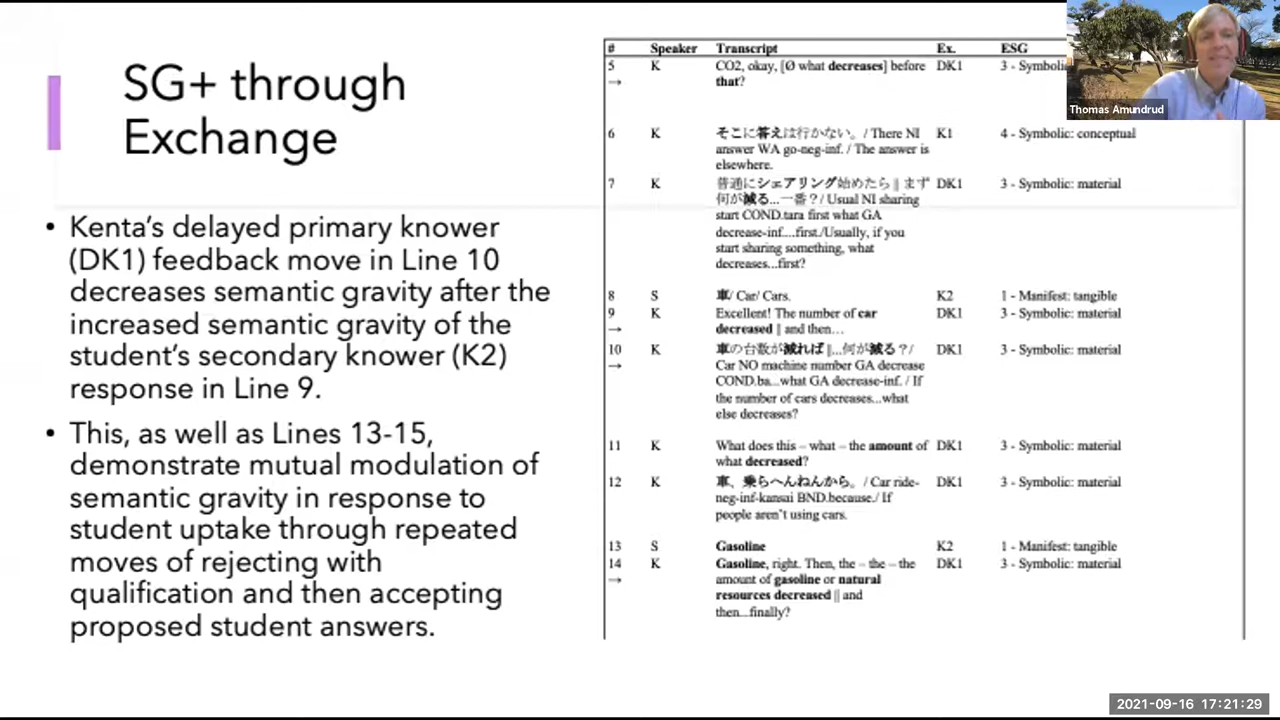 SG+ through
Exchange
• Kenta's delayed primary knower
(DK1) feedback move in Line 10
decreases semantic gravity after the
increased semantic gravity of the
student's secondary knower (K2)
response in Line 9.
• This, as well as Lines 13-15,
demonstrate mutual modulation of
semantic gravity in response to
student uptake through repeated
moves of rejecting with
qualification and then accepting
proposed student answers.
# Speaker Transcript Ex. ESG
5 K CO2, okay, [Ø what decreases] before DK1 3 - Symboli
→ that?
6 K そこに答えは行かない。/ There NI K1 4 - Symbolic: conceptual
answer WA go-neg-inf. / The answer is
elsewhere.
7 K 普通にシェアリング始めたら || まず DK1 3 - Symbolic: material
何が減る...一番？/ Usual NI sharing
start COND.tara first what GA
decrease-inf....first./Usually, if you
start sharing something, what
decreases...first?
8 S 車/ Car/ Cars. K2 1 - Manifest: tangible
9 K Excellent! The number of car DK1 3 - Symbolic: material
→ decreased || and then…
10 K 車の台数が減れば ||...何が減る？/ DK1 3 - Symbolic: material
→ Car NO machine number GA decrease
COND.ba...what GA decrease-inf. / If
the number of cars decreases...what
else decreases?
11 K What does this – what – the amount of DK1 3 - Symbolic: material
what decreased?
12 K 車、乗らへんねんから。/ Car ride- DK1 3 - Symbolic: material
neg-inf-kansai BND.because./ If
people aren't using cars.
13 S Gasoline K2 1 - Manifest: tangible
14 K Gasoline, right. Then, the – the – the DK1 3 - Symbolic: material
→ amount of gasoline or natural
resources decreased || and
then...finally?
Thomas Amundrud
2021-09-16 17:21:29